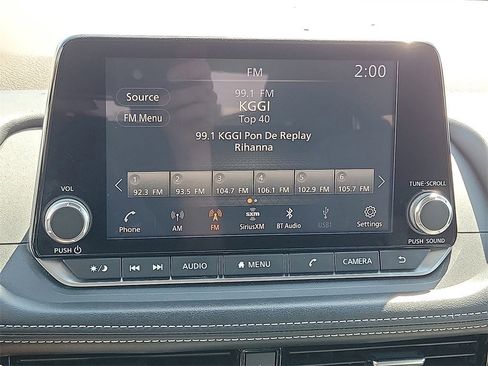 FM
2:00
Source
FM Menu
99.1 FM
KGGI
Top 40
99.1 KGGI Pon De Replay
Rihanna
1 2 3 4 5 6
92.3 FM 93.5 FM 104.7 FM 106.1 FM 102.9 FM 105.7 FM
VOL
TUNE·SCROLL
Phone
AM
FM
sxm
SiriusXM
BT Audio
USB1
Settings
PUSH
PUSH SOUND
AUDIO
MENU
CAMERA